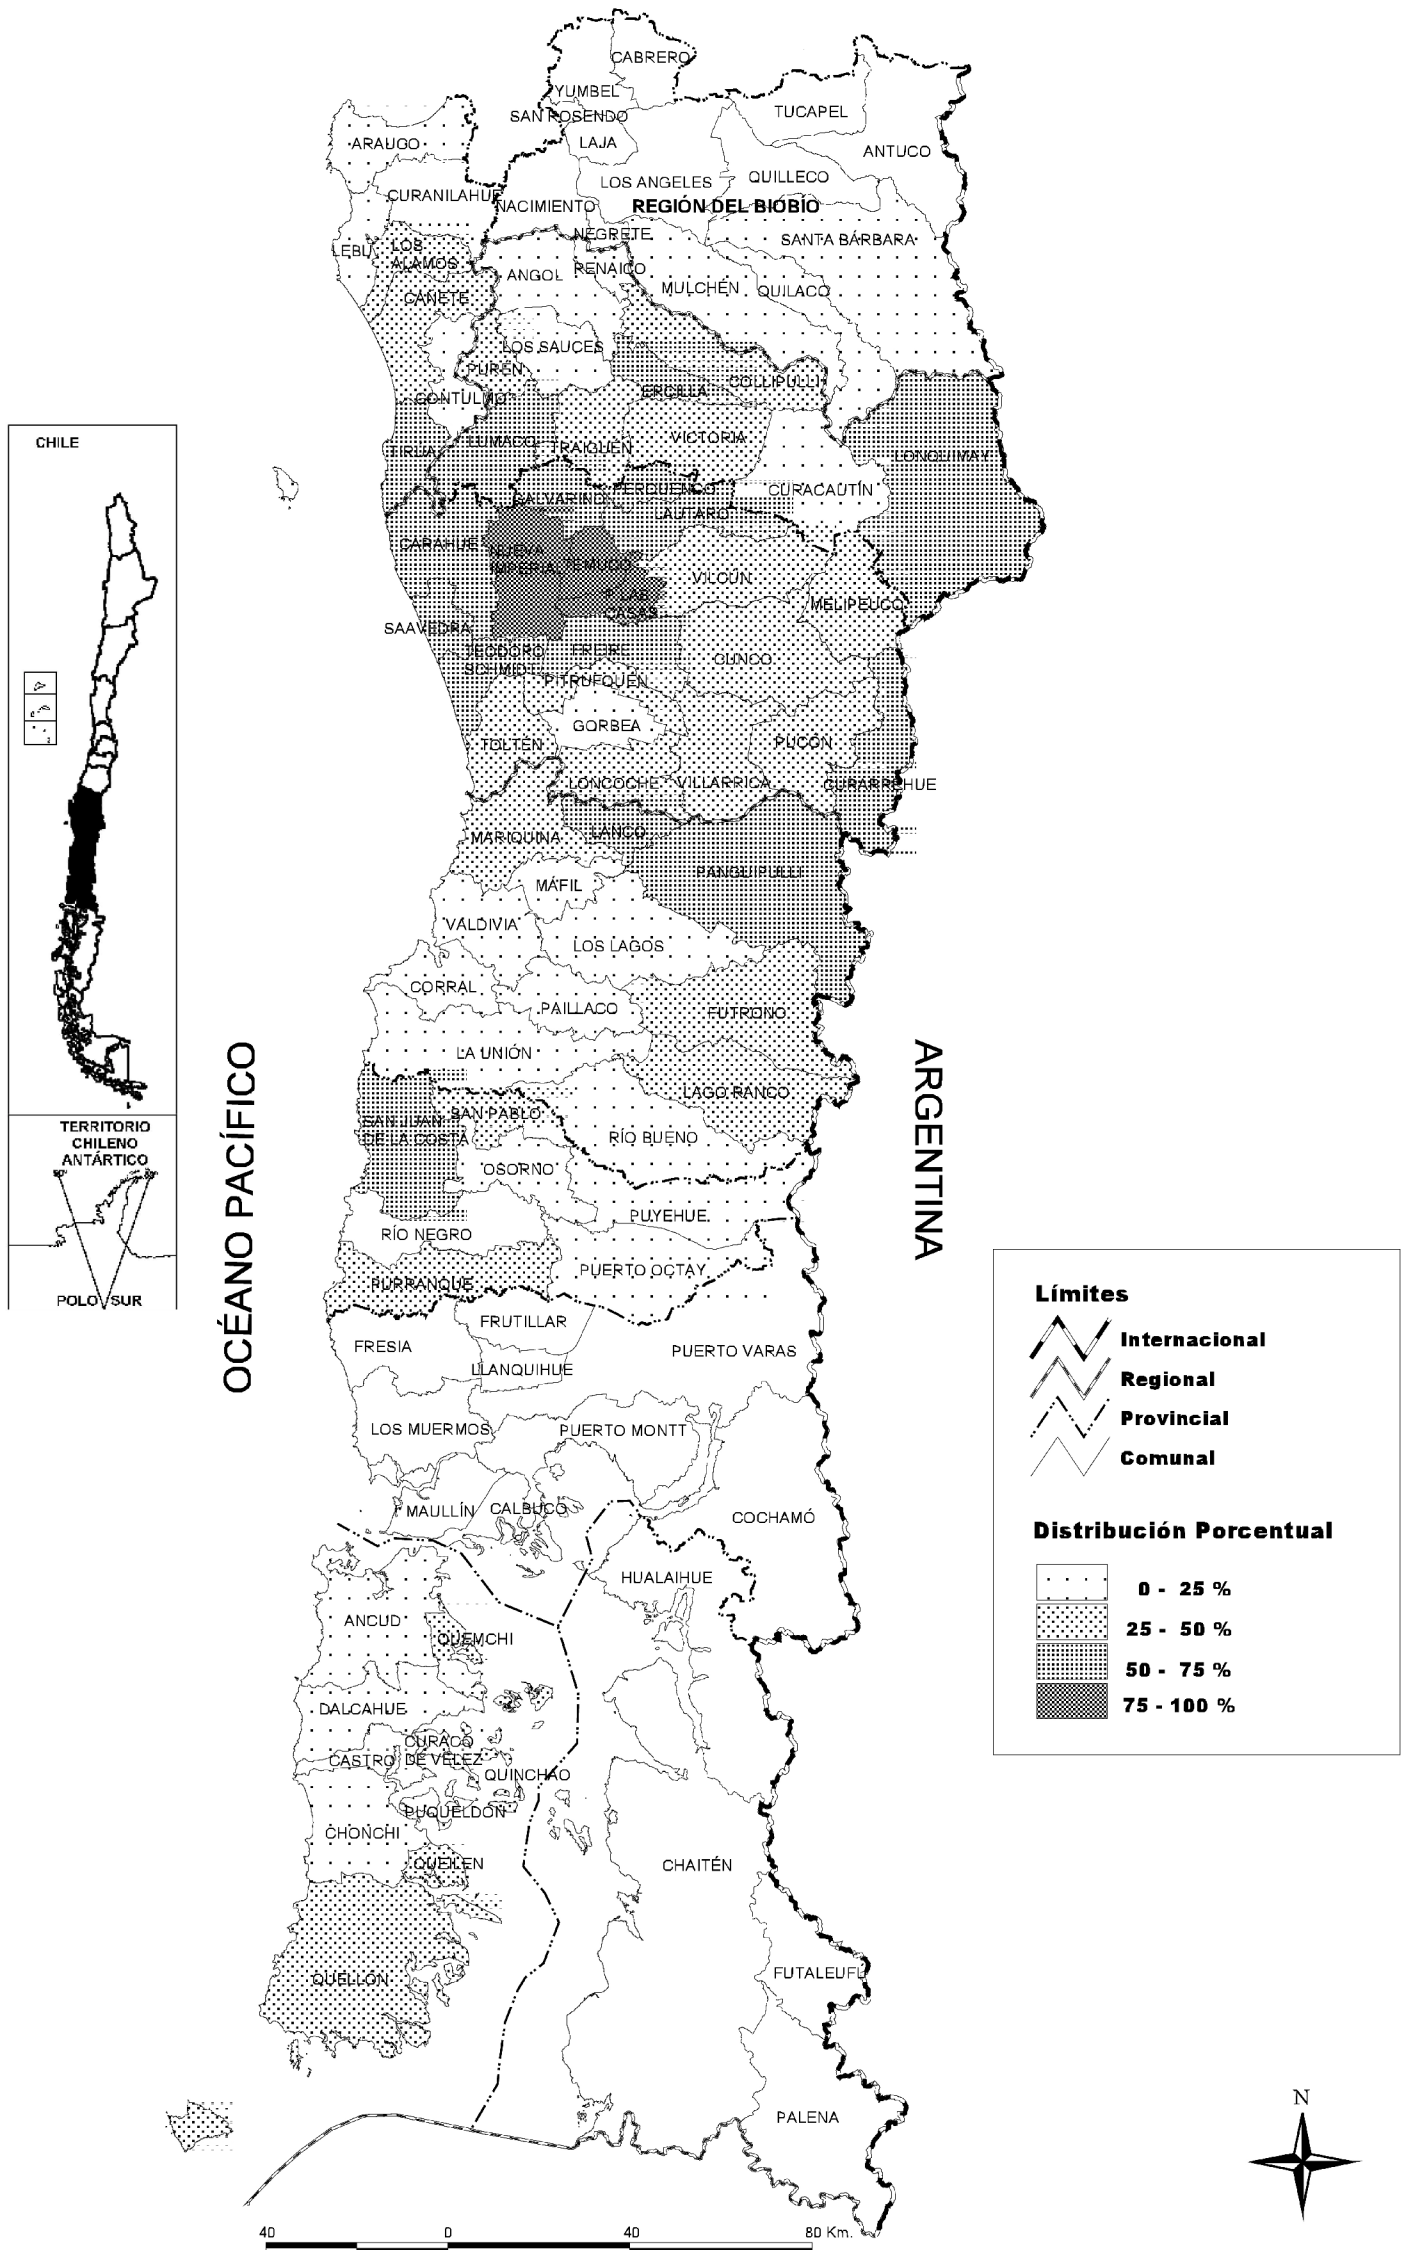 CABRERO
YUMBEL
TUCAPEL
SAN ROSENDO
LAJA
ARAUGO
ANTUCO
QUILLECO
LOS ANGELES
CURANILAHUE
NACIMIENTO
REGIÓN DEL BIOBÍO
NEGRETE
SANTA BÁRBARA
LEBU
LOS
ALAMOS
RENAICO
ANGOL
MULCHÉN
QUILACO
CAÑETE
LOS SAUCES
PURÉN
COLLIPULLI
ERCILLA
CONTULMO
LUMACO
VICTORIA
TRAIGUÉN
TIRUA
LONQUIMAY
CHILE
PERQUENCO
CURACAUTÍN
GALVARINO
LAUTARO
CARAHUE
NUEVA
IMPERIAL
TEMUCO
VILCÚN
P. LAS
CASAS
MELIPEUCO
SAAVEDRA
TEODORO
SCHMIDT
FREIRE
CUNCO
PITRUFQUÉN
GORBEA
TOLTÉN
PUCÓN
LONCOCHE
VILLARRICA
CURARREHUE
MARIQUINA
LANCO
PANGUIPULLI
MÁFIL
VALDIVIA
LOS LAGOS
CORRAL
PAILLACO
FUTRONO
LA UNIÓN
LAGO RANCO
SAN JUAN
DE LA COSTA
SAN PABLO
RÍO BUENO
OSORNO
PUYEHUE
RÍO NEGRO
PUERTO OCTAY
PURRANQUE
OCÉANO PACÍFICO
ARGENTINA
TERRITORIO
CHILENO
ANTÁRTICO
POLO SUR
FRUTILLAR
FRESIA
PUERTO VARAS
LLANQUIHUE
LOS MUERMOS
PUERTO MONTT
MAULLÍN
CALBUCO
COCHAMÓ
HUALAIHUE
ANCUD
QUEMCHI
DALCAHUE
CURACO
DE VÉLEZ
CASTRO
QUINCHAO
PUQUELDÓN
CHONCHI
QUEILEN
CHAITÉN
QUELLÓN
FUTALEUFU
PALENA
Límites
Internacional
Regional
Provincial
Comunal
Distribución Porcentual
0 - 25 %
25 - 50 %
50 - 75 %
75 - 100 %
N
40 0 40 80 Km.